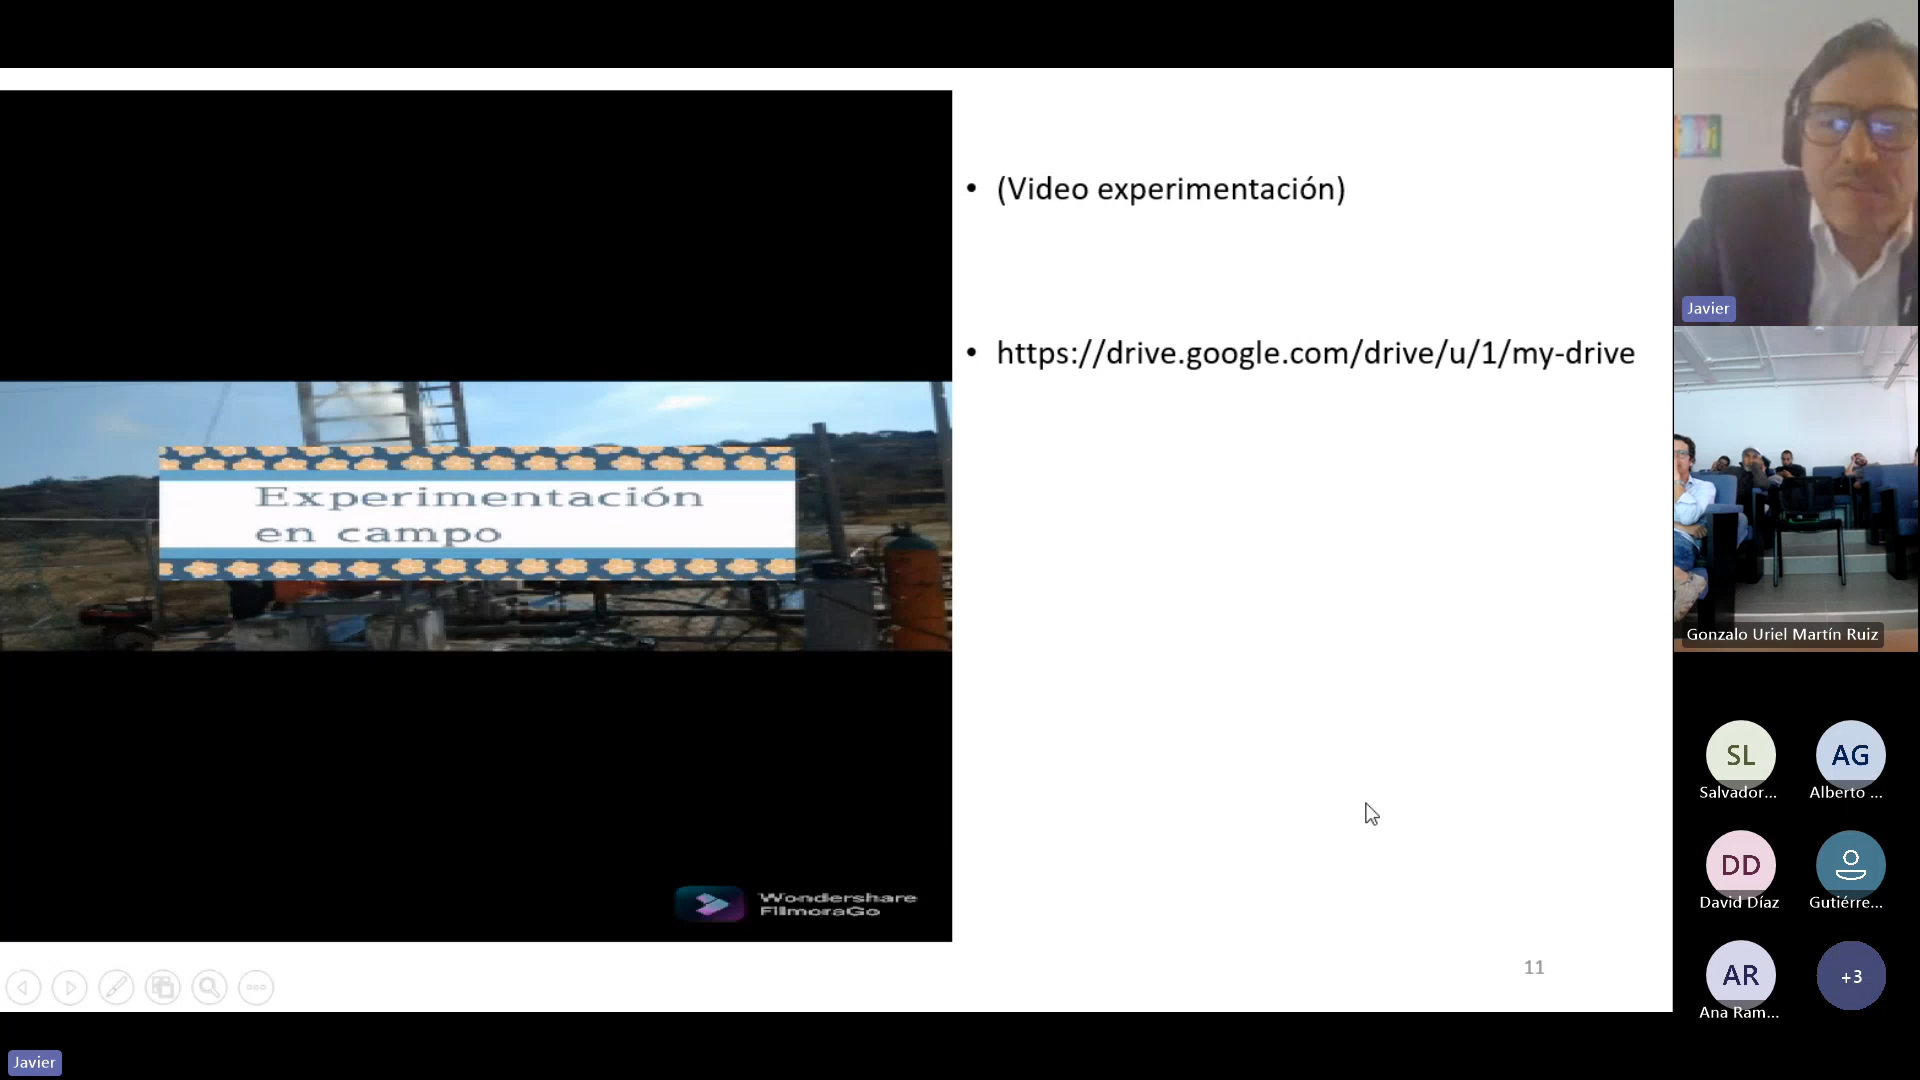 Experimentación
en campo
Wondershare
FilmoraGo
• (Video experimentación)
• https://drive.google.com/drive/u/1/my-drive
11
Javier
Javier
Gonzalo Uriel Martín Ruiz
SL
Salvador...
AG
Alberto ...
DD
David Díaz
Gutiérre...
AR
Ana Ram...
+3